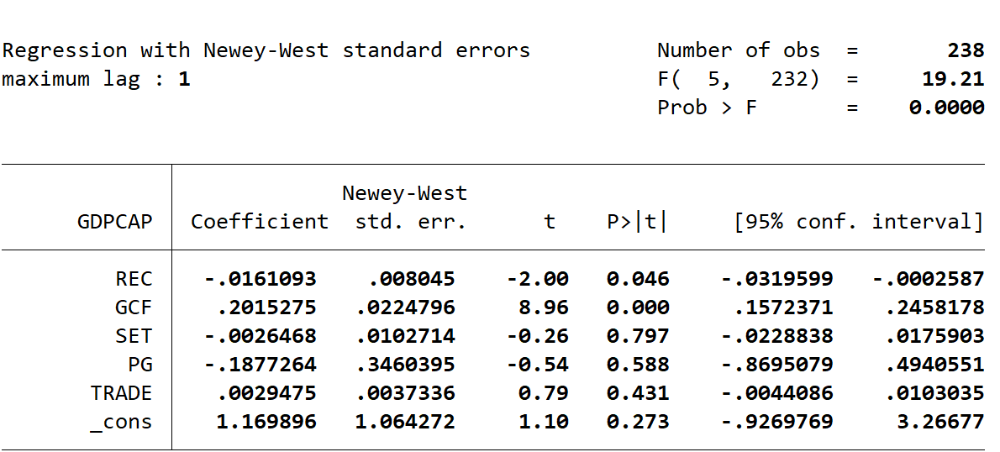 Regression with Newey-West standard errors Number of obs = 238
maximum lag : 1 F( 5, 232) = 19.21
Prob > F = 0.0000
Newey-West
GDPCAP Coefficient std. err. t P>|t| [95% conf. interval]
REC -.0161093 .008045 -2.00 0.046 -.0319599 -.0002587
GCF .2015275 .0224796 8.96 0.000 .1572371 .2458178
SET -.0026468 .0102714 -0.26 0.797 -.0228838 .0175903
PG -.1877264 .3460395 -0.54 0.588 -.8695079 .4940551
TRADE .0029475 .0037336 0.79 0.431 -.0044086 .0103035
_cons 1.169896 1.064272 1.10 0.273 -.9269769 3.26677